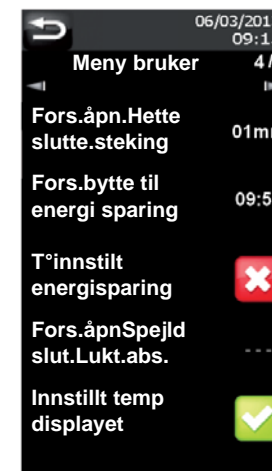 06/03/201
09:1
Meny bruker 4/
Fors.åpn.Hette
slutte.steking
01m
Fors.bytte til
energi sparing
09:5
T°innstilt
energisparing
Fors.åpnSpejld
slut.Lukt.abs.
---
Innstillt temp
displayet